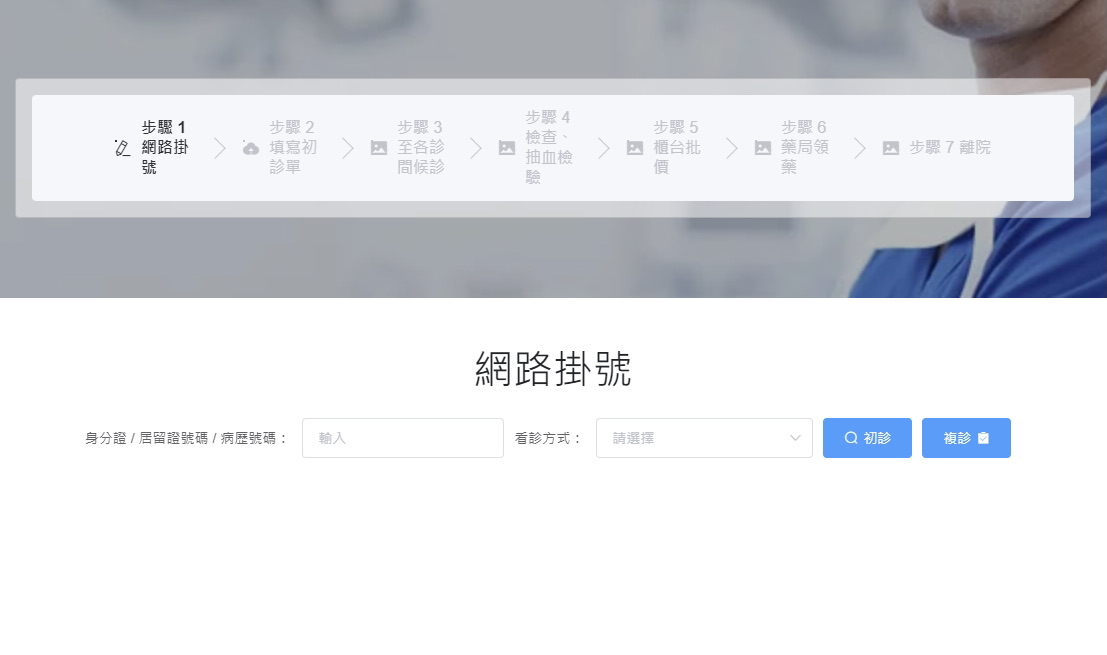 步驟 1
網路掛
號
步驟 2
填寫初
診單
步驟 3
至各診
間候診
步驟 4
檢查、
抽血檢
驗
步驟 5
櫃台批
價
步驟 6
藥局領
藥
步驟 7 離院
網路掛號
身分證 / 居留證號碼 / 病歷號碼： 輸入 看診方式： 請選擇 初診 複診